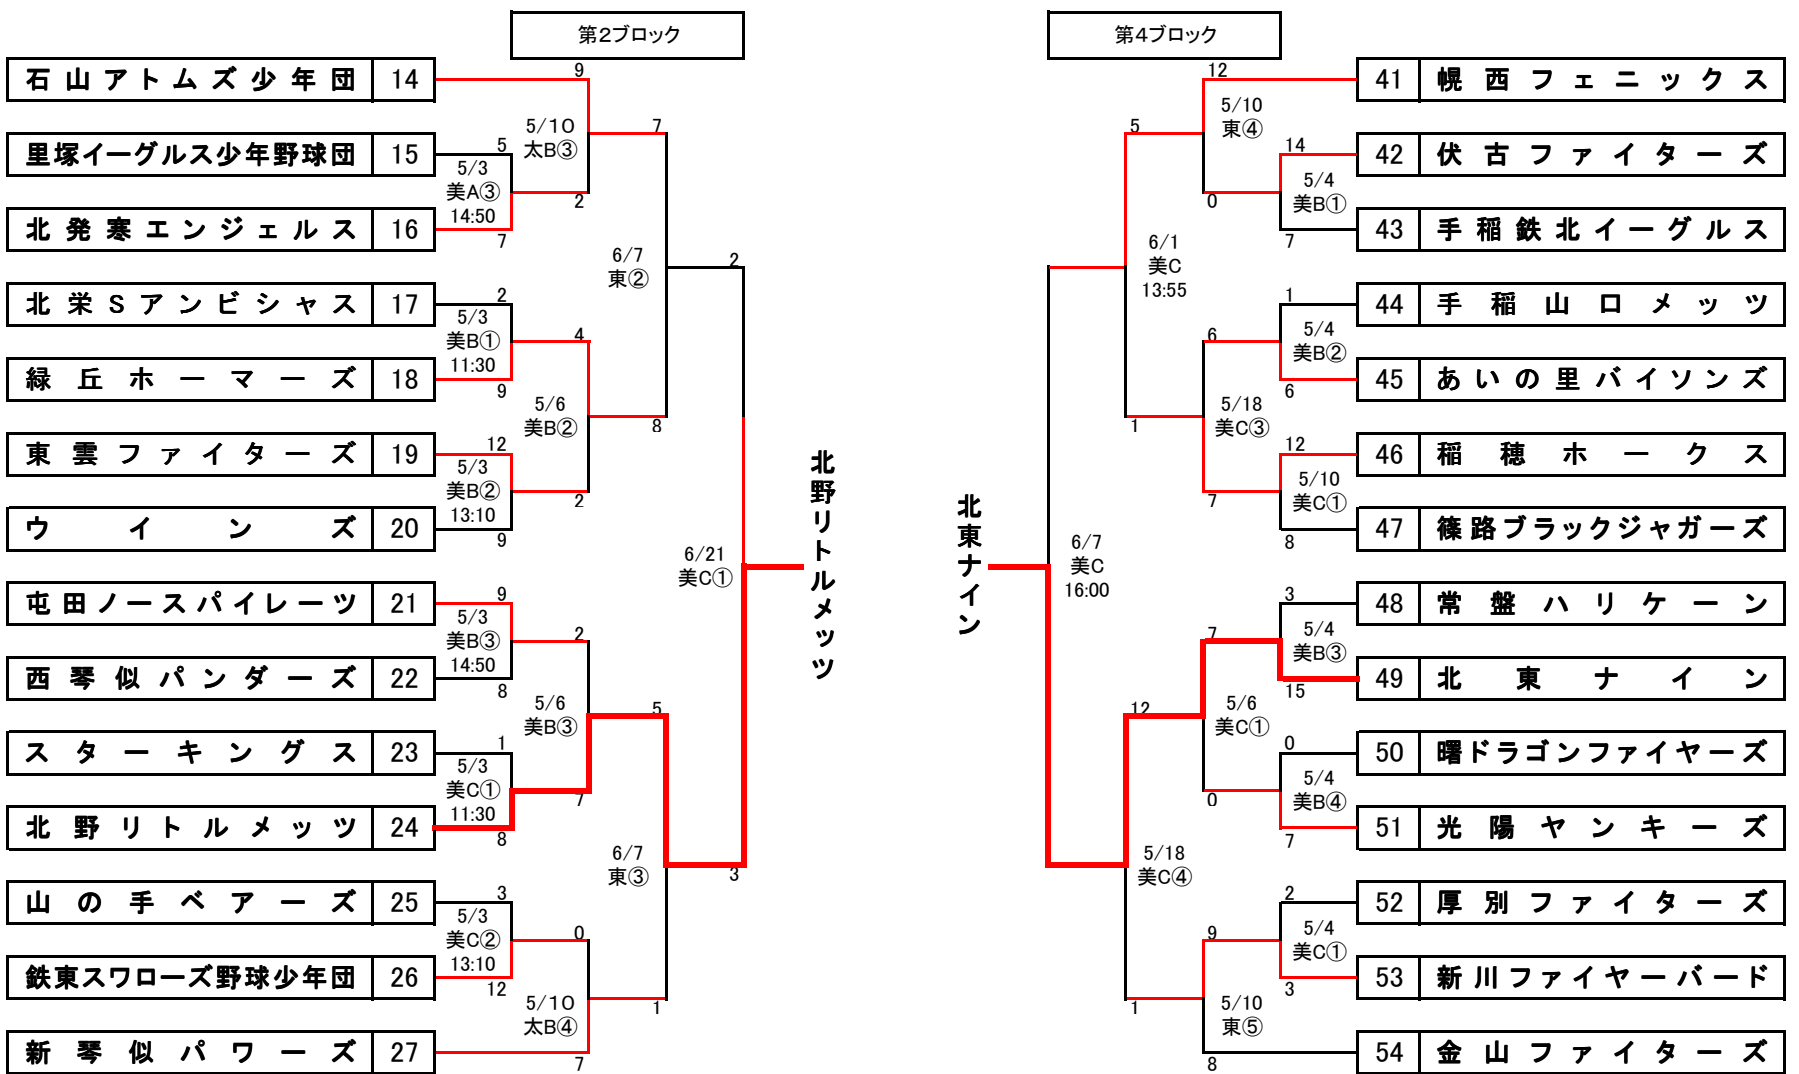 第2ブロック
石山アトムズ少年団 14
里塚イーグルス少年野球団 15
北発寒エンジェルス 16
北栄Sアンビシャス 17
緑丘ホーマーズ 18
東雲ファイターズ 19
ウインズ 20
屯田ノースパイレーツ 21
西琴似パンダーズ 22
スターキングス 23
北野リトルメッツ 24
山の手ベアーズ 25
鉄東スワローズ野球少年団 26
新琴似パワーズ 27
5
5/3
美A③
14:50
7
2
5/3
美B①
11:30
9
12
5/3
美B②
13:10
9
9
5/3
美B③
14:50
8
1
5/3
美C①
11:30
8
3
5/3
美C②
13:10
12
9
5/10
太B③
2
4
5/6
美B②
2
2
5/6
美B③
7
0
5/10
太B④
7
7
6/7
東②
8
5
6/7
東③
1
2
6/21
美C①
3
北野リトルメッツ
第4ブロック
41 幌西フェニックス
42 伏古ファイターズ
43 手稲鉄北イーグルス
44 手稲山口メッツ
45 あいの里バイソンズ
46 稲穂ホークス
47 篠路ブラックジャガーズ
48 常盤ハリケーン
49 北東ナイン
50 曙ドラゴンファイヤーズ
51 光陽ヤンキーズ
52 厚別ファイターズ
53 新川ファイヤーバード
54 金山ファイターズ
14
5/4
美B①
7
1
5/4
美B②
6
12
5/10
美C①
8
3
5/4
美B③
15
0
5/4
美B④
7
2
5/4
美C①
3
12
5/10
東④
0
6
5/18
美C③
7
7
5/6
美C①
0
9
5/10
東⑤
8
5
6/1
美C
13:55
1
12
5/18
美C④
1
6/7
美C
16:00
北東ナイン